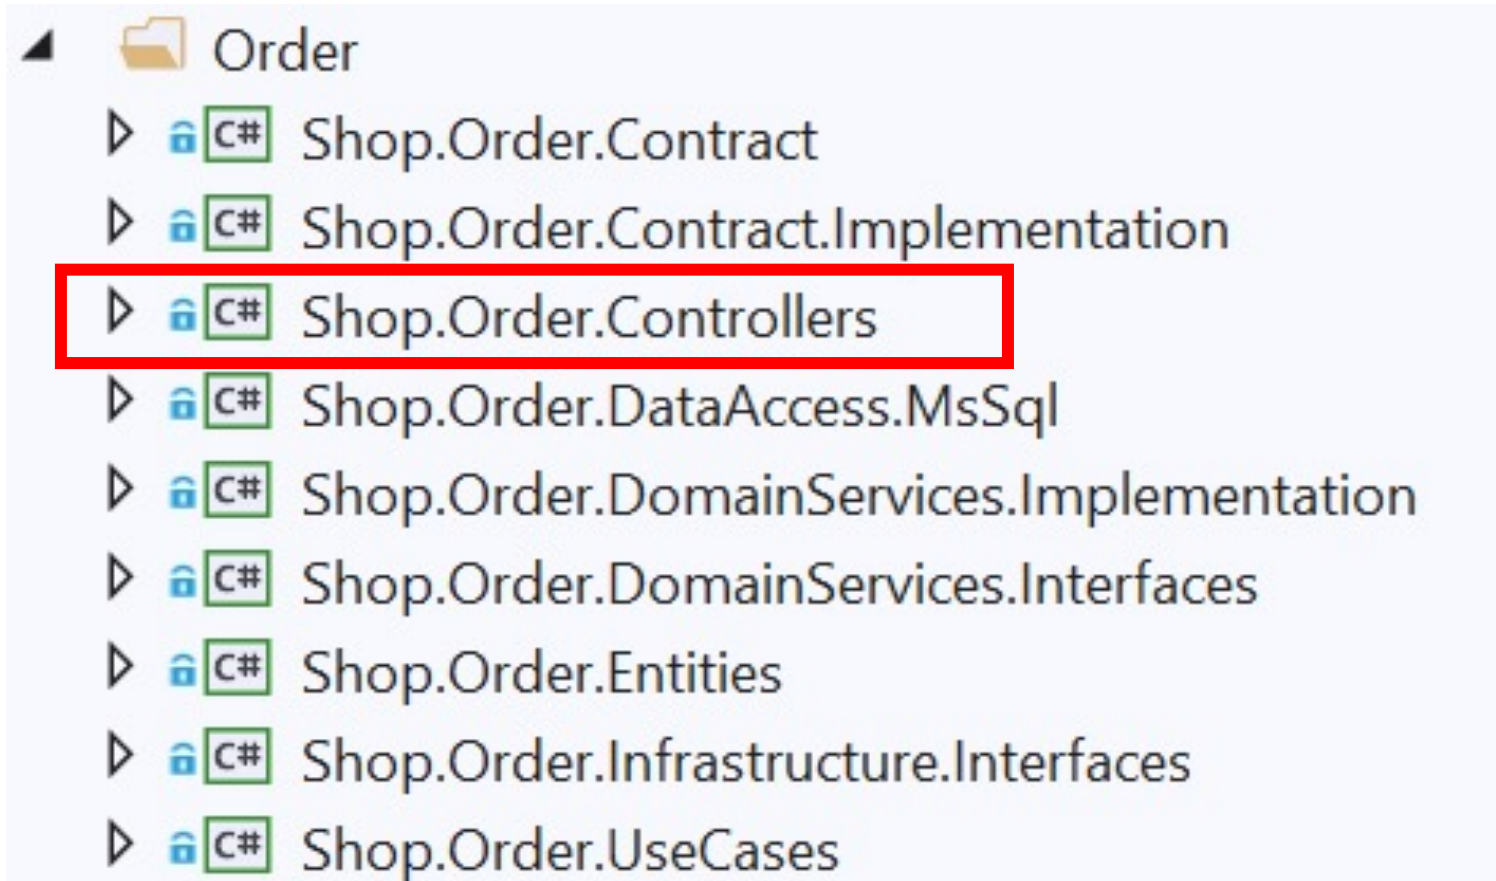 Order
C# Shop.Order.Contract
C# Shop.Order.Contract.Implementation
C# Shop.Order.Controllers
C# Shop.Order.DataAccess.MsSql
C# Shop.Order.DomainServices.Implementation
C# Shop.Order.DomainServices.Interfaces
C# Shop.Order.Entities
C# Shop.Order.Infrastructure.Interfaces
C# Shop.Order.UseCases